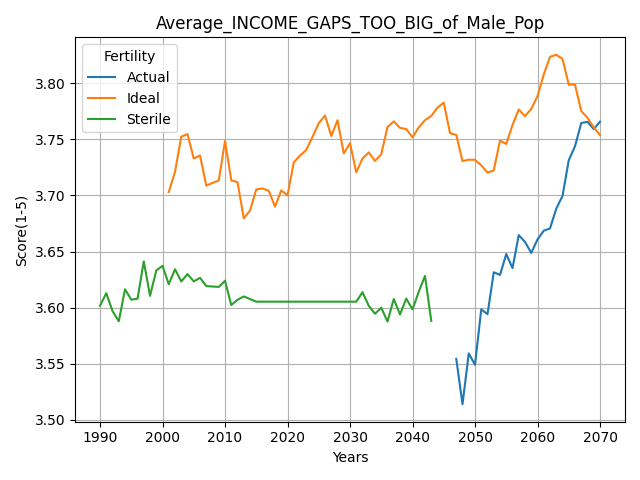 Average_INCOME_GAPS_TOO_BIG_of_Male_Pop
Fertility
Actual
Ideal
Sterile
Score(1-5)
3.80
3.75
3.70
3.65
3.60
3.55
3.50
1990 2000 2010 2020 2030 2040 2050 2060 2070
Years